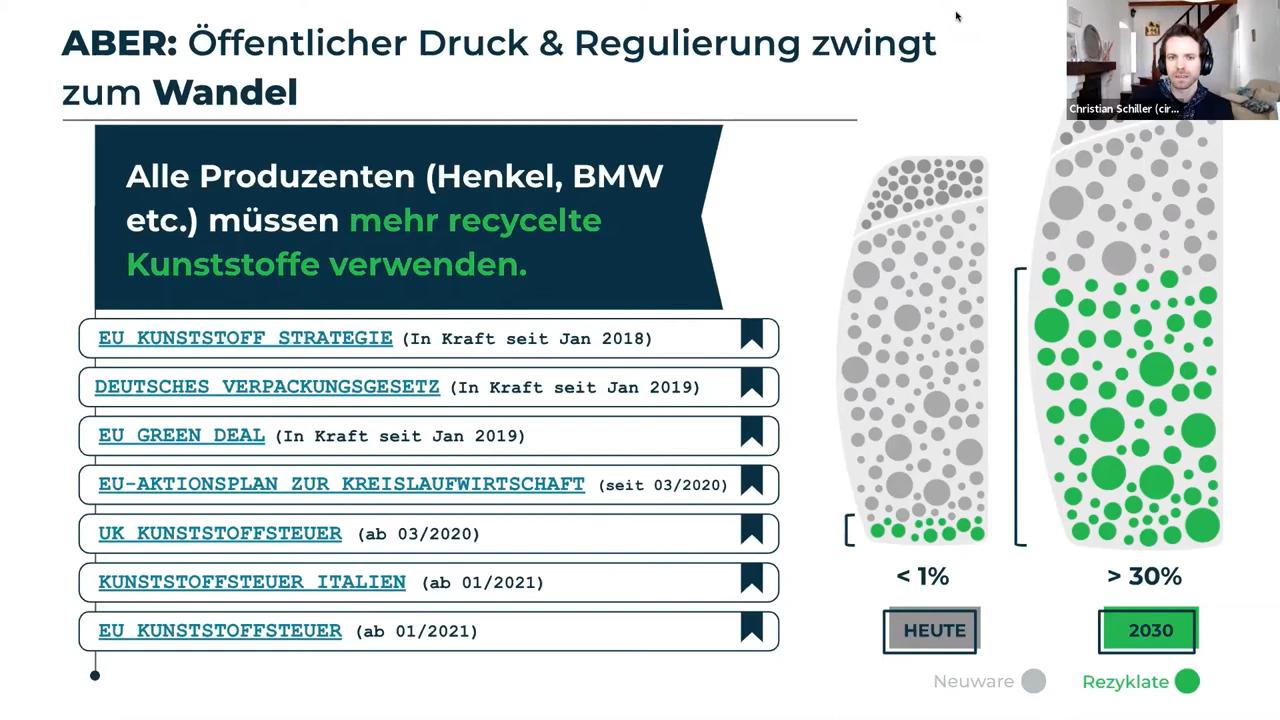 ABER: Öffentlicher Druck & Regulierung zwingt
zum Wandel
Christian Schiller (cir...
Alle Produzenten (Henkel, BMW
etc.) müssen mehr recycelte
Kunststoffe verwenden.
EU KUNSTSTOFF STRATEGIE (In Kraft seit Jan 2018)
DEUTSCHES VERPACKUNGSGESETZ (In Kraft seit Jan 2019)
EU GREEN DEAL (In Kraft seit Jan 2019)
EU-AKTIONSPLAN ZUR KREISLAUFWIRTSCHAFT (seit 03/2020)
UK KUNSTSTOFFSTEUER (ab 03/2020)
KUNSTSTOFFSTEUER ITALIEN (ab 01/2021)
EU KUNSTSTOFFSTEUER (ab 01/2021)
< 1%
> 30%
HEUTE
2030
Neuware
Rezyklate